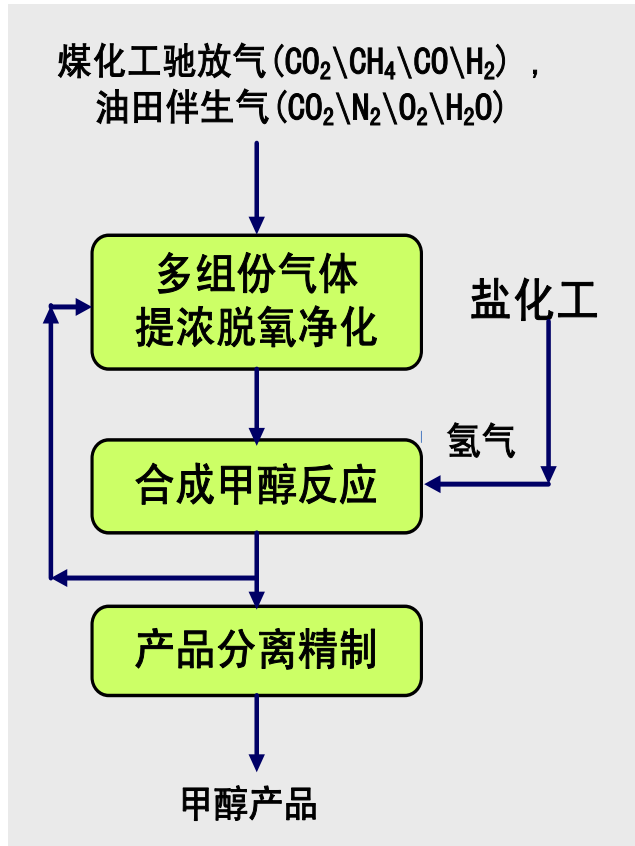 煤化工驰放气(CO₂\CH₄\CO\H₂)，
油田伴生气(CO₂\N₂\O₂\H₂O)
多组份气体
提浓脱氧净化
盐化工
氢气
合成甲醇反应
产品分离精制
甲醇产品